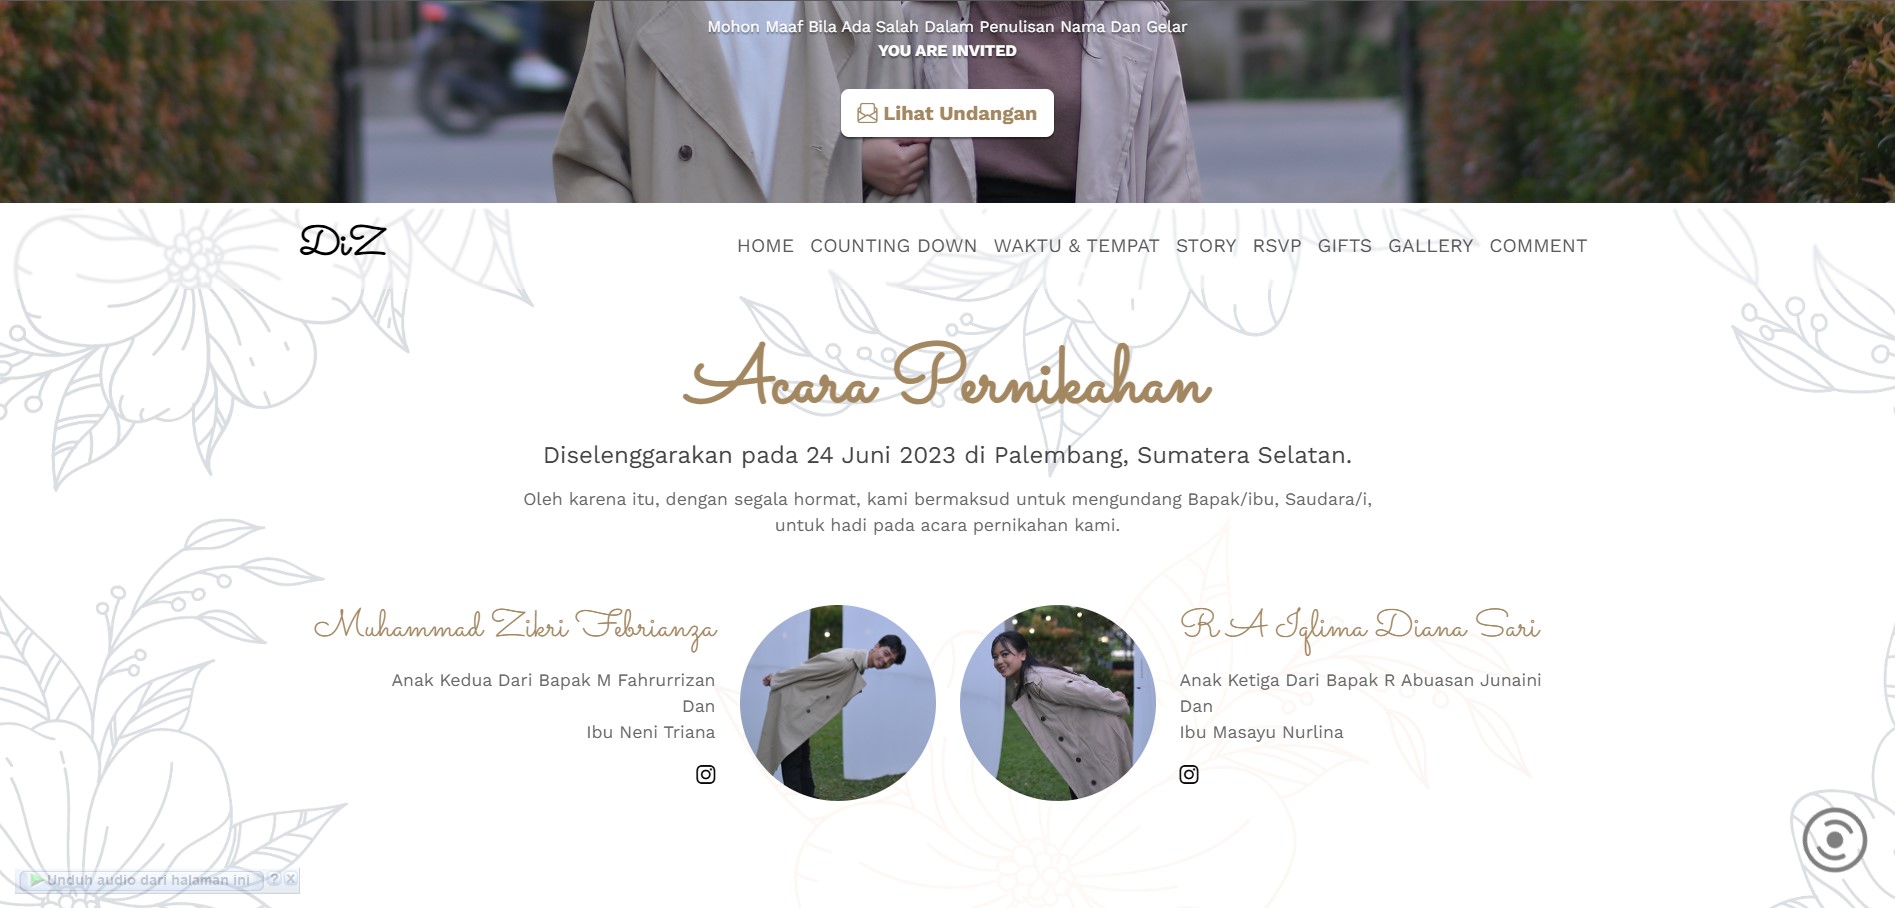 Mohon Maaf Bila Ada Salah Dalam Penulisan Nama Dan Gelar
YOU ARE INVITED
Lihat Undangan
DiZ
HOME COUNTING DOWN WAKTU & TEMPAT STORY RSVP GIFTS GALLERY COMMENT
Acara Pernikahan
Diselenggarakan pada 24 Juni 2023 di Palembang, Sumatera Selatan.
Oleh karena itu, dengan segala hormat, kami bermaksud untuk mengundang Bapak/ibu, Saudara/i,
untuk hadi pada acara pernikahan kami.
Muhammad Zikri Febrianza
Anak Kedua Dari Bapak M Fahrurrizan
Dan
Ibu Neni Triana
R A Iqlima Diana Sari
Anak Ketiga Dari Bapak R Abuasan Junaini
Dan
Ibu Masayu Nurlina
Unduh audio dari halaman ini ? X